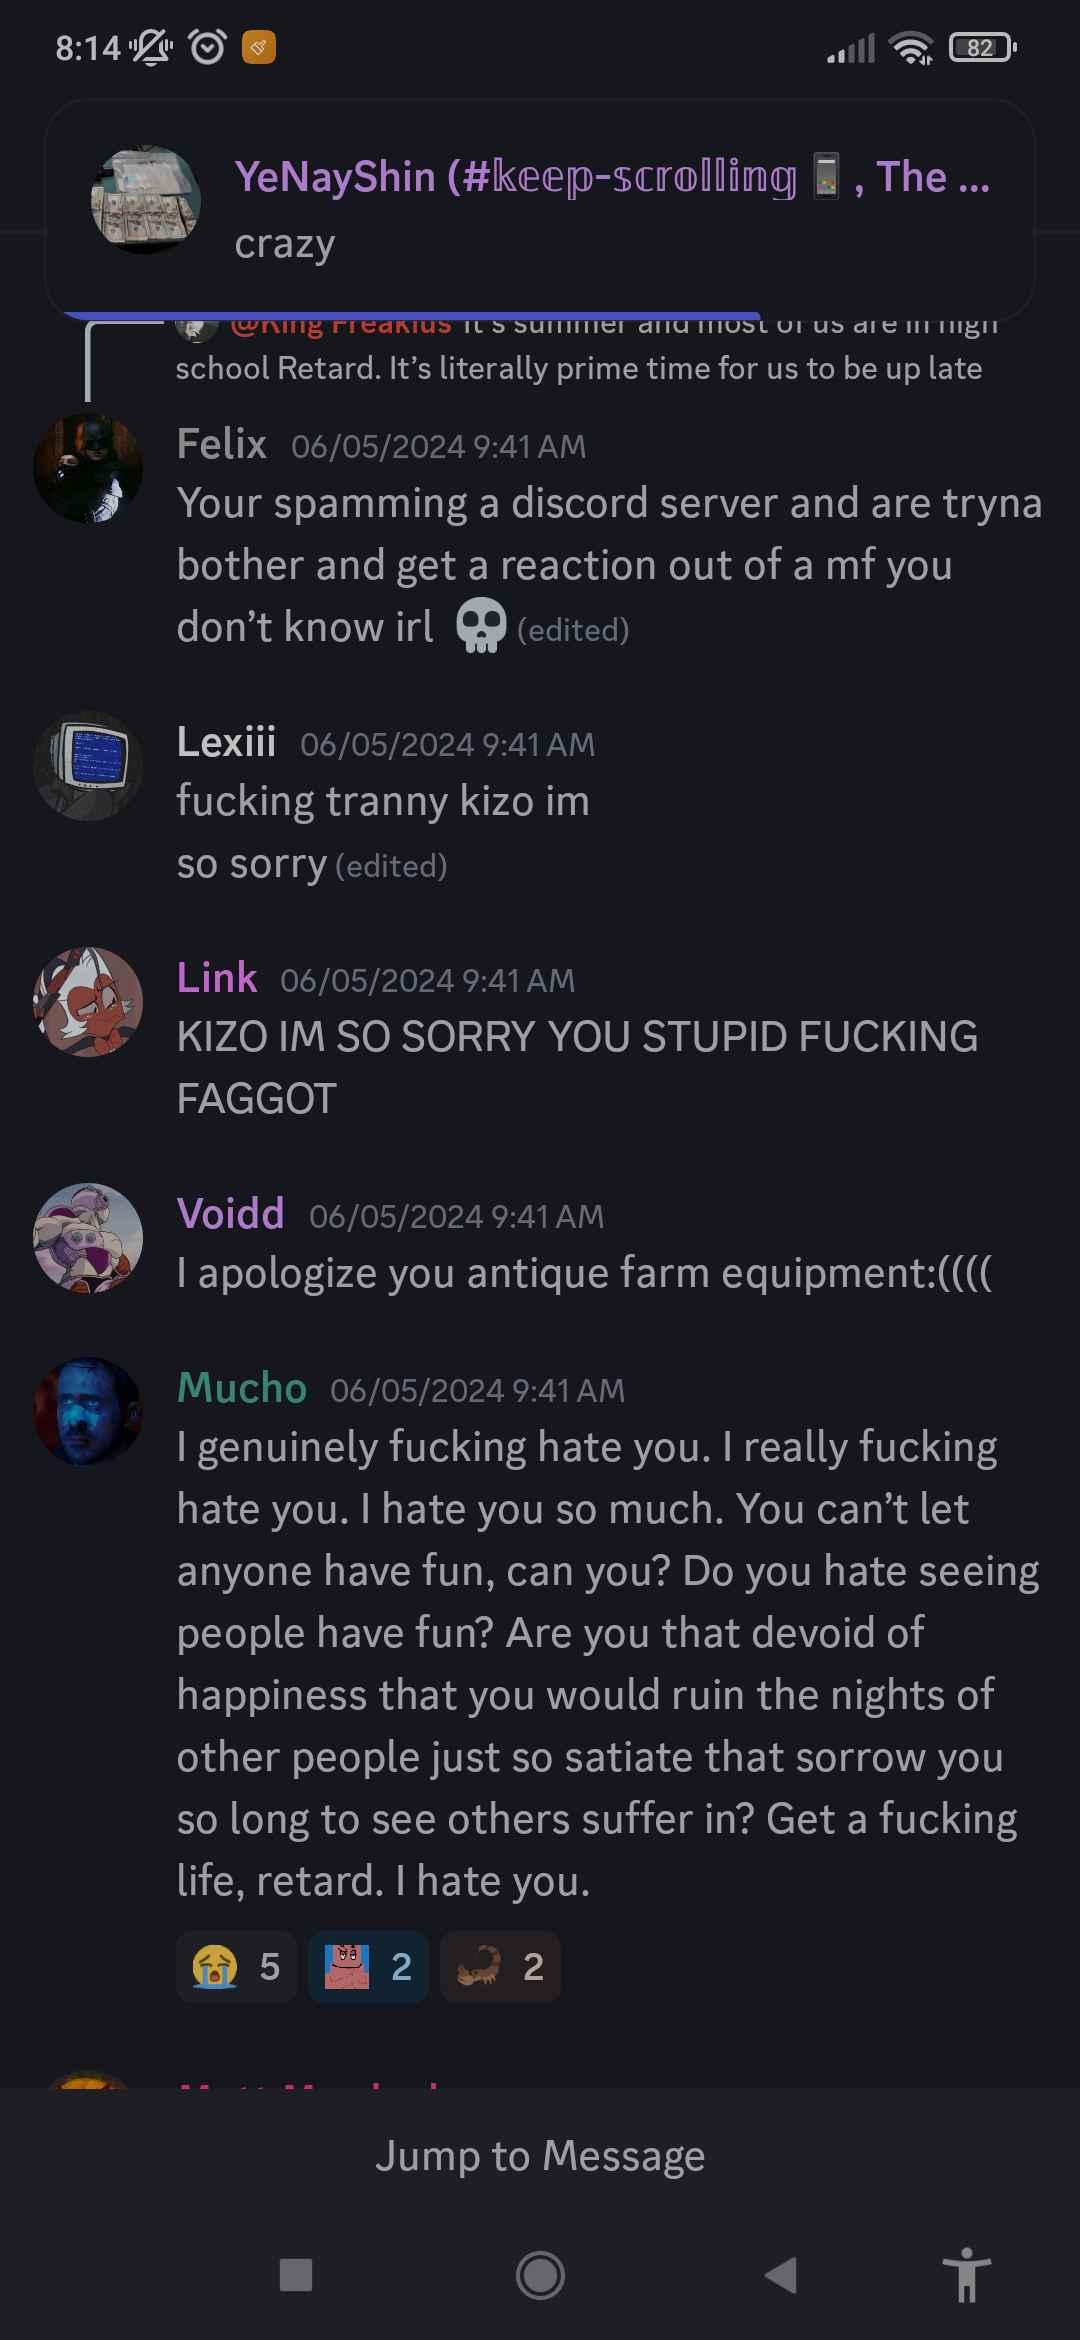 8:14
82
YeNayShin (#𝕜𝕖𝕖𝕡-𝕤𝕔𝕣𝕠𝕝𝕝𝕚𝕟𝕘📱, The ...
crazy
@King Freakius It's summer and most of us are in high
school Retard. It's literally prime time for us to be up late
Felix 06/05/2024 9:41 AM
Your spamming a discord server and are tryna
bother and get a reaction out of a mf you
don't know irl 💀 (edited)
Lexiii 06/05/2024 9:41 AM
fucking tranny kizo im
so sorry (edited)
Link 06/05/2024 9:41 AM
KIZO IM SO SORRY YOU STUPID FUCKING
FAGGOT
Voidd 06/05/2024 9:41 AM
I apologize you antique farm equipment:((((
Mucho 06/05/2024 9:41 AM
I genuinely fucking hate you. I really fucking
hate you. I hate you so much. You can't let
anyone have fun, can you? Do you hate seeing
people have fun? Are you that devoid of
happiness that you would ruin the nights of
other people just so satiate that sorrow you
so long to see others suffer in? Get a fucking
life, retard. I hate you.
5 2 2
Jump to Message